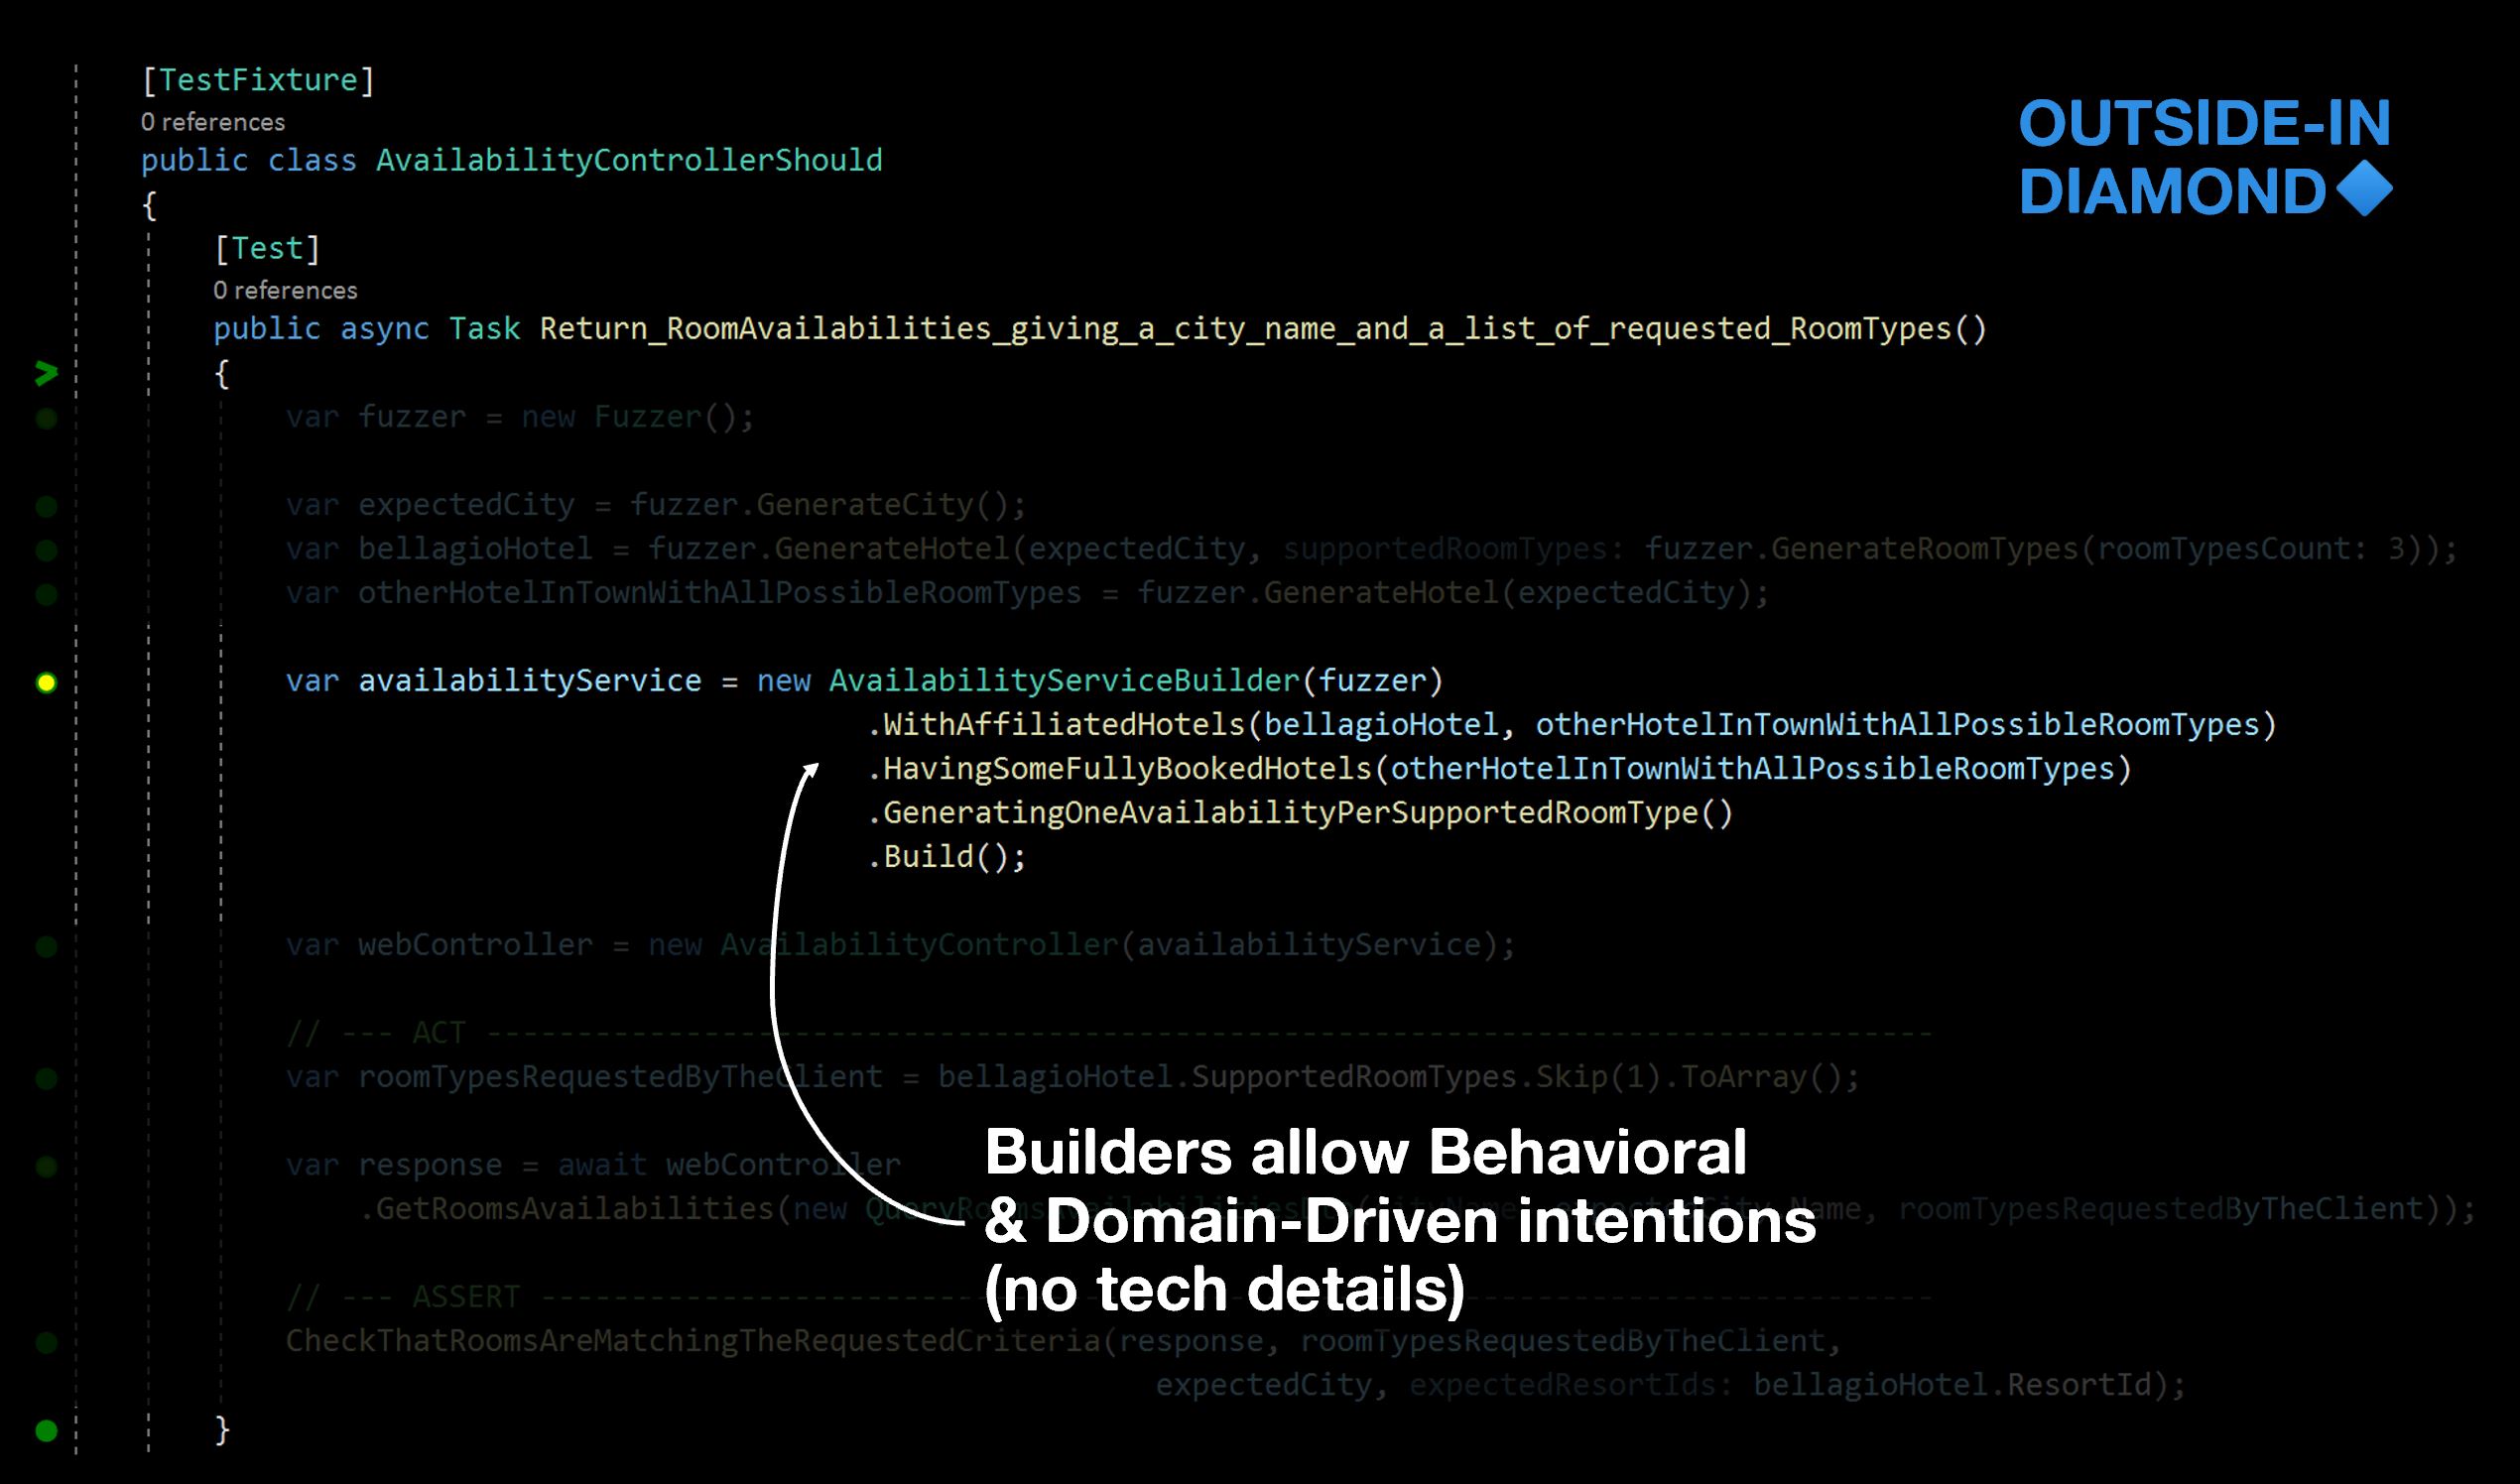 [TestFixture]
0 references
public class AvailabilityControllerShould
{
OUTSIDE-IN
DIAMOND
[Test]
0 references
public async Task Return_RoomAvailabilities_giving_a_city_name_and_a_list_of_requested_RoomTypes()
{
var fuzzer = new Fuzzer();
var expectedCity = fuzzer.GenerateCity();
var bellagioHotel = fuzzer.GenerateHotel(expectedCity, supportedRoomTypes: fuzzer.GenerateRoomTypes(roomTypesCount: 3));
var otherHotelInTownWithAllPossibleRoomTypes = fuzzer.GenerateHotel(expectedCity);
var availabilityService = new AvailabilityServiceBuilder(fuzzer)
.WithAffiliatedHotels(bellagioHotel, otherHotelInTownWithAllPossibleRoomTypes)
.HavingSomeFullyBookedHotels(otherHotelInTownWithAllPossibleRoomTypes)
.GeneratingOneAvailabilityPerSupportedRoomType()
.Build();
var webController = new AvailabilityController(availabilityService);
// --- ACT --------------------------------------------------------------------------------
var roomTypesRequestedByTheClient = bellagioHotel.SupportedRoomTypes.Skip(1).ToArray();
var response = await webController
.GetRoomsAvailabilities(new roomTypesRequestedByTheClient));
// --- ASSERT -----------------------------------------------------------------------------
CheckThatRoomsAreMatchingTheRequestedCriteria(response, roomTypesRequestedByTheClient,
expectedCity, expectedResortIds: bellagioHotel.ResortId);
}
Builders allow Behavioral
& Domain-Driven intentions
(no tech details)